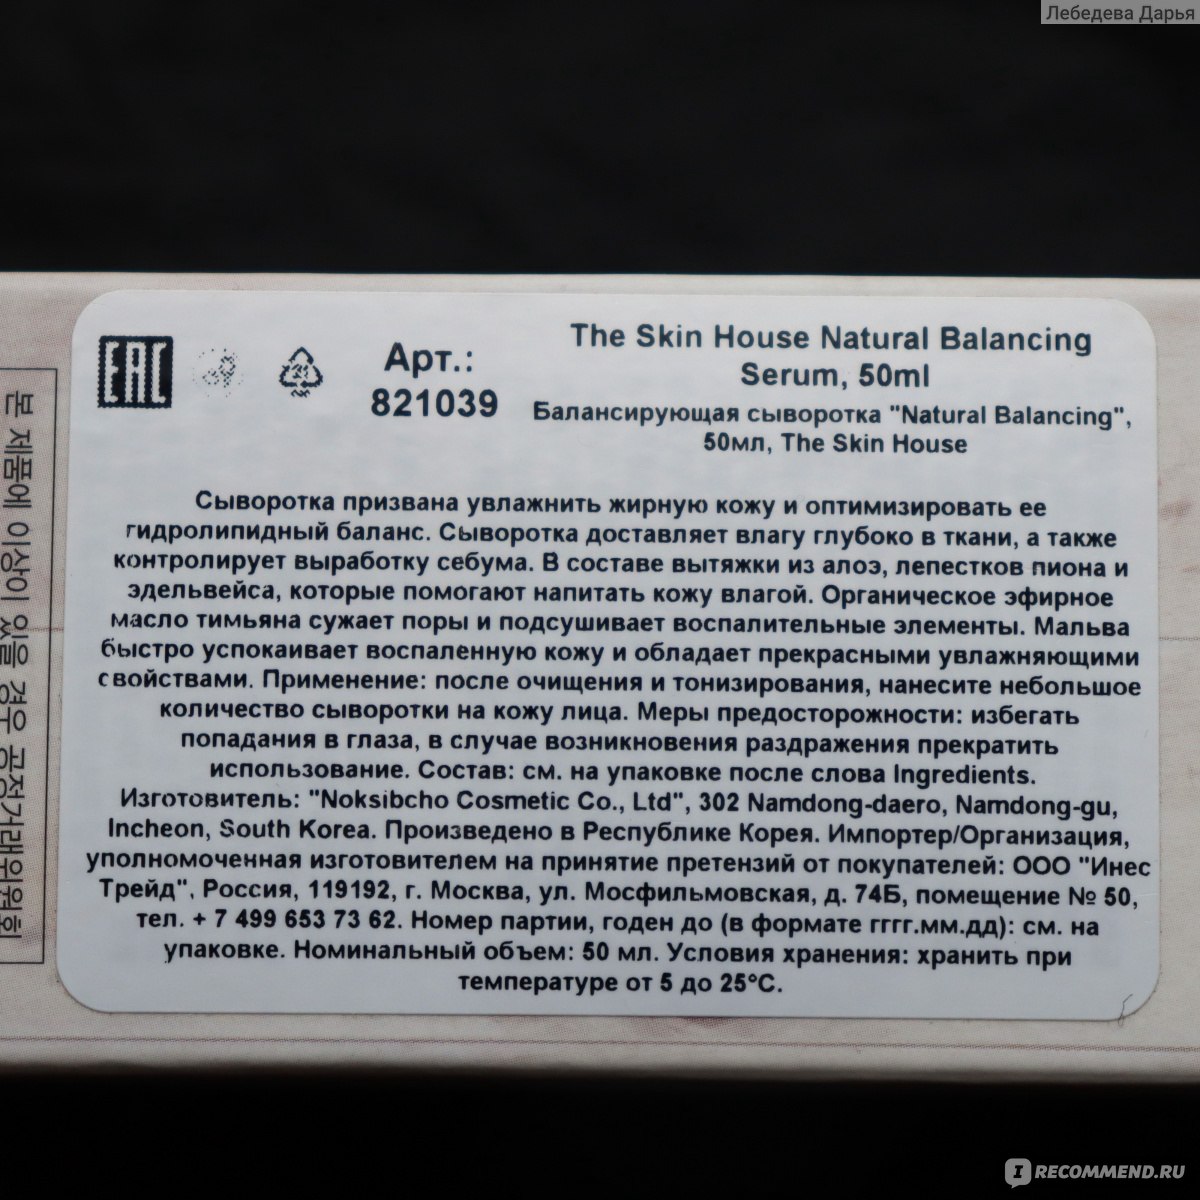 Лебедева Дарья
EAC
21
Арт.:
821039
The Skin House Natural Balancing
Serum, 50ml
Балансирующая сыворотка "Natural Balancing",
50мл, The Skin House
Сыворотка призвана увлажнить жирную кожу и оптимизировать ее
гидролипидный баланс. Сыворотка доставляет влагу глубоко в ткани, а также
контролирует выработку себума. В составе вытяжки из алоэ, лепестков пиона и
эдельвейса, которые помогают напитать кожу влагой. Органическое эфирное
масло тимьяна сужает поры и подсушивает воспалительные элементы. Мальва
быстро успокаивает воспаленную кожу и обладает прекрасными увлажняющими
свойствами. Применение: после очищения и тонизирования, нанесите небольшое
количество сыворотки на кожу лица. Меры предосторожности: избегать
попадания в глаза, в случае возникновения раздражения прекратить
использование. Состав: см. на упаковке после слова Ingredients.
Изготовитель: "Noksibcho Cosmetic Co., Ltd", 302 Namdong-daero, Namdong-gu,
Incheon, South Korea. Произведено в Республике Корея. Импортер/Организация,
уполномоченная изготовителем на принятие претензий от покупателей: ООО "Инес
Трейд", Россия, 119192, г. Москва, ул. Мосфильмовская, д. 74Б, помещение № 50,
тел. + 7 499 653 73 62. Номер партии, годен до (в формате гггг.мм.дд): см. на
упаковке. Номинальный объем: 50 мл. Условия хранения: хранить при
температуре от 5 до 25°C.
본 제품에 이상이 있을 경우 공정거래위원회
IRECOMMEND.RU